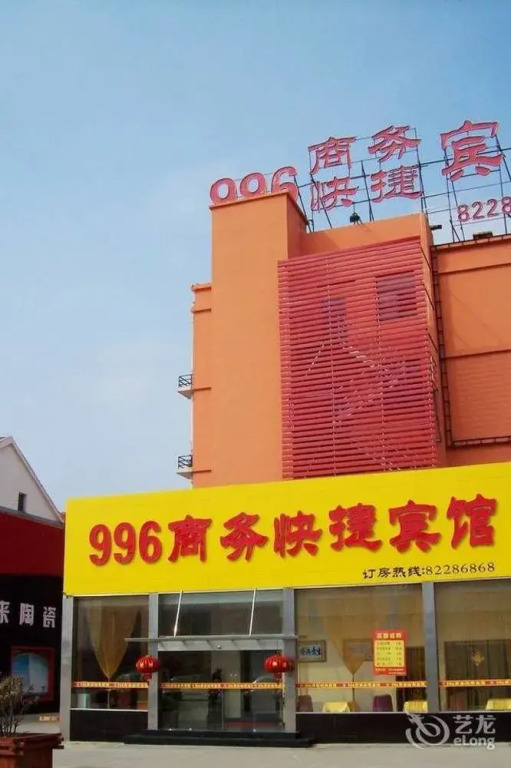 996 商务 宾
快捷
8228
996商务快捷宾馆
订房热线:82286868
来陶瓷
艺龙
eLong